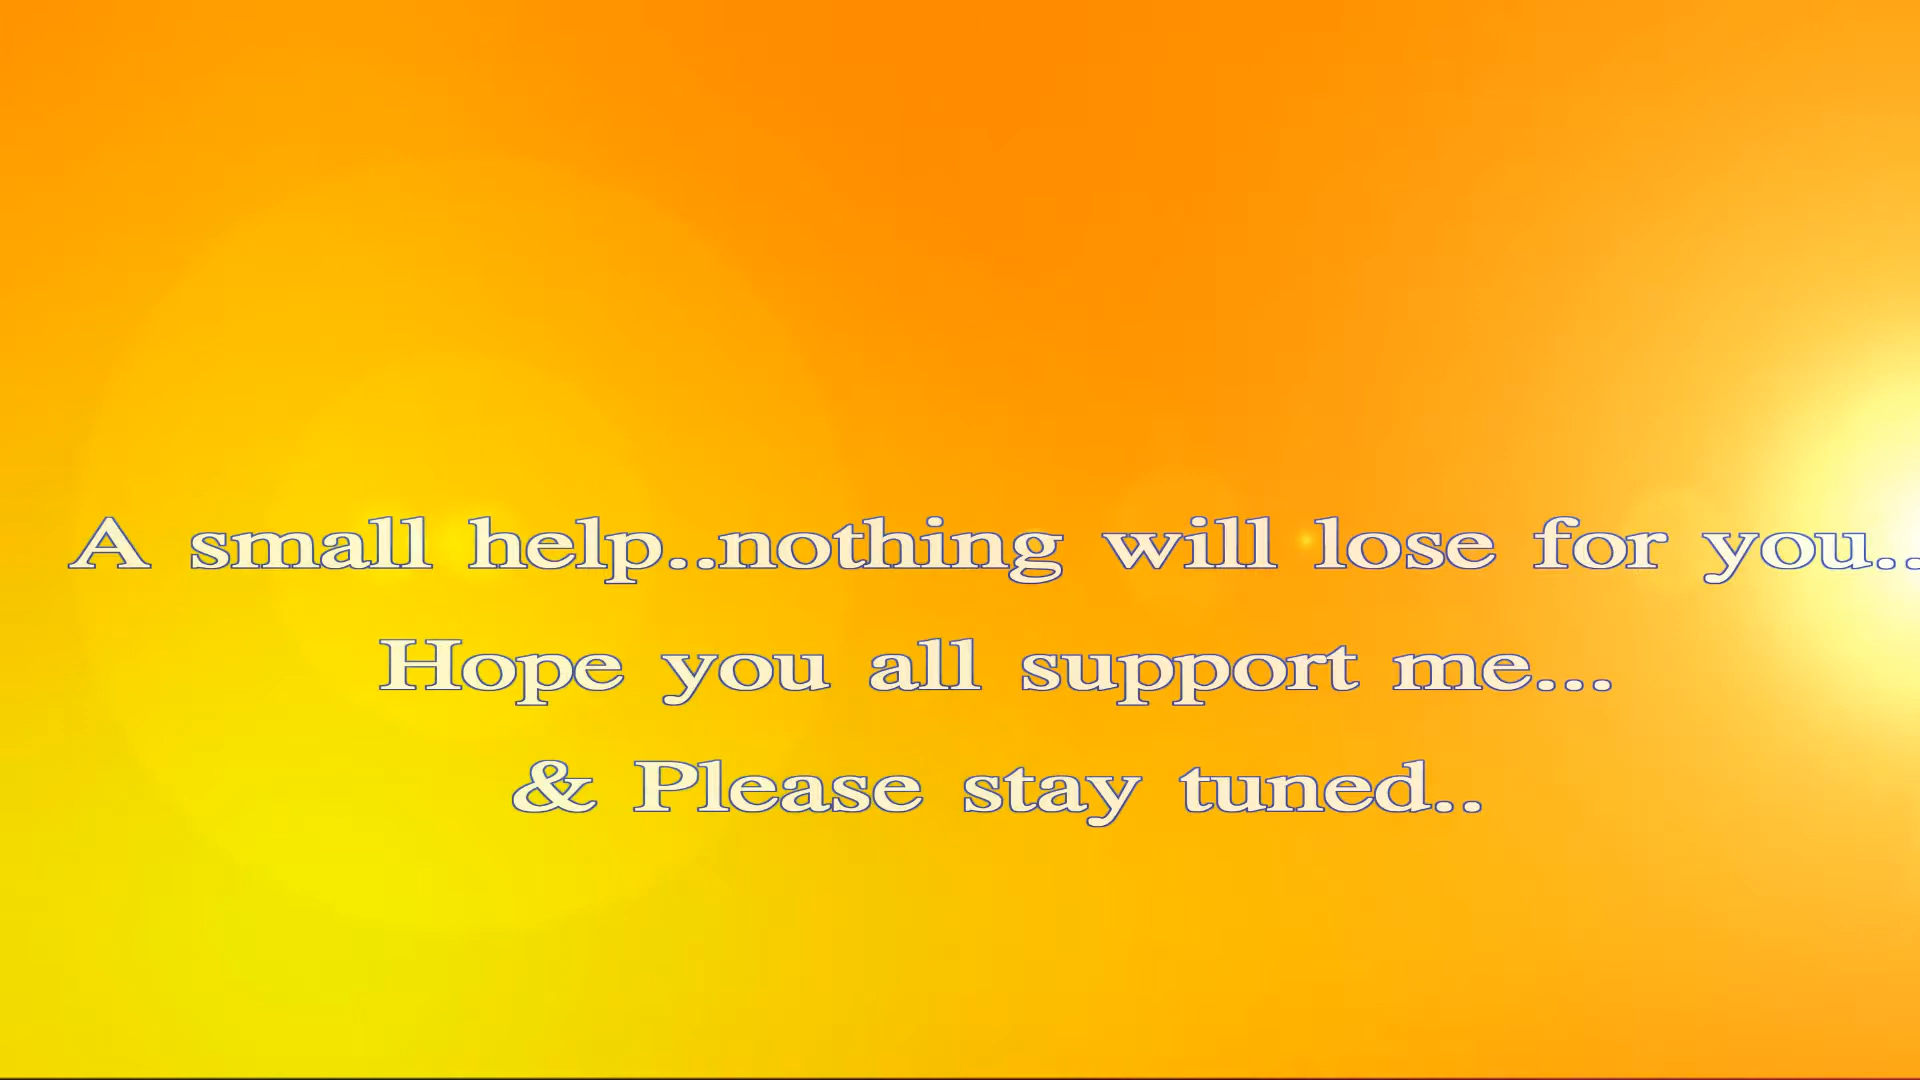 A small help..nothing will lose for you..
Hope you all support me...
& Please stay tuned..